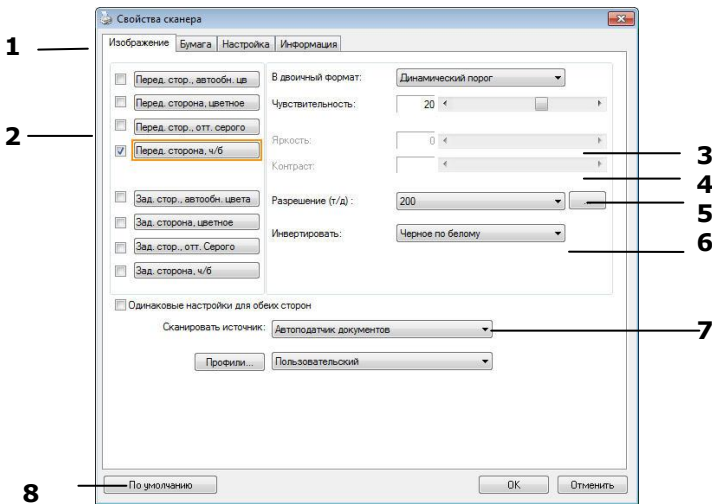 Свойства сканера
1
Изображение Бумага Настройка Информация
2
Перед. стор., автообн. цв
Перед. сторона, цветное
Перед. стор., отт. серого
Перед. сторона, ч/б
Зад. стор., автообн. цвета
Зад. сторона, цветное
Зад. стор., отт. Серого
Зад. сторона, ч/б
В двоичный формат: Динамический порог
Чувствительность: 20
Яркость: 0
Контраст:
Разрешение (т/д) : 200
Инвертировать: Черное по белому
3
4
5
6
Одинаковые настройки для обеих сторон
Сканировать источник: Автоподатчик документов
7
Профили... Пользовательский
8
По умолчанию OK Отменить